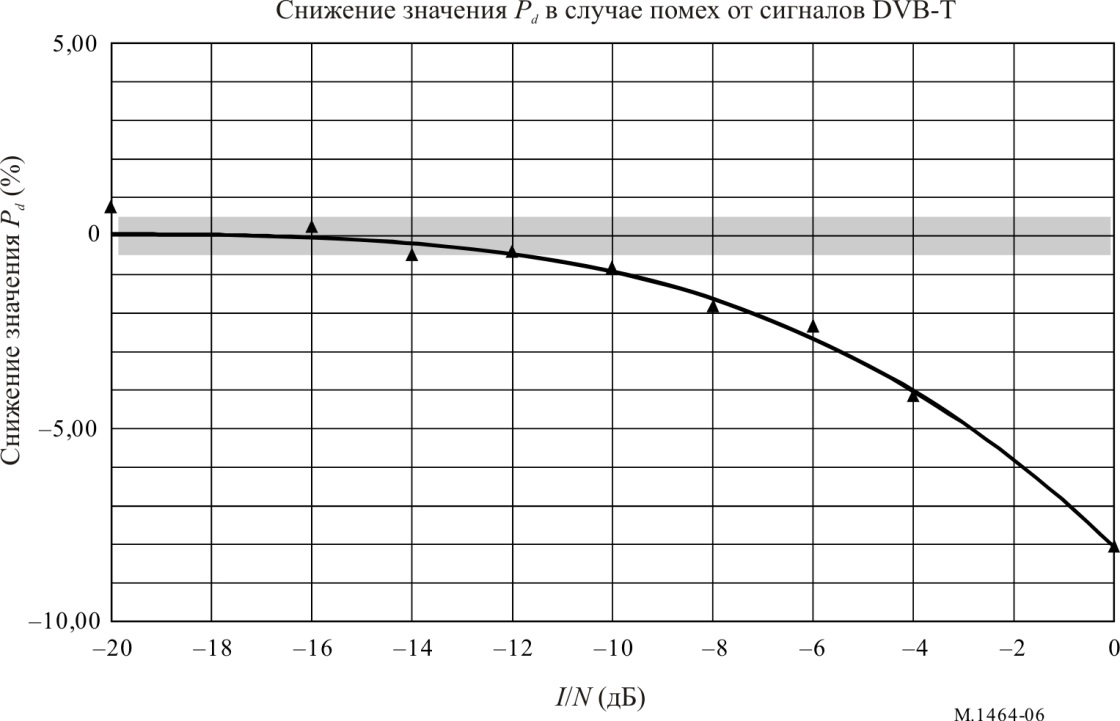 Снижение значения Pd в случае помех от сигналов DVB-T
5,00
0
–5,00
–10,00
Снижение значения Pd (%)
–20 –18 –16 –14 –12 –10 –8 –6 –4 –2 0
I/N (дБ)
M.1464-06